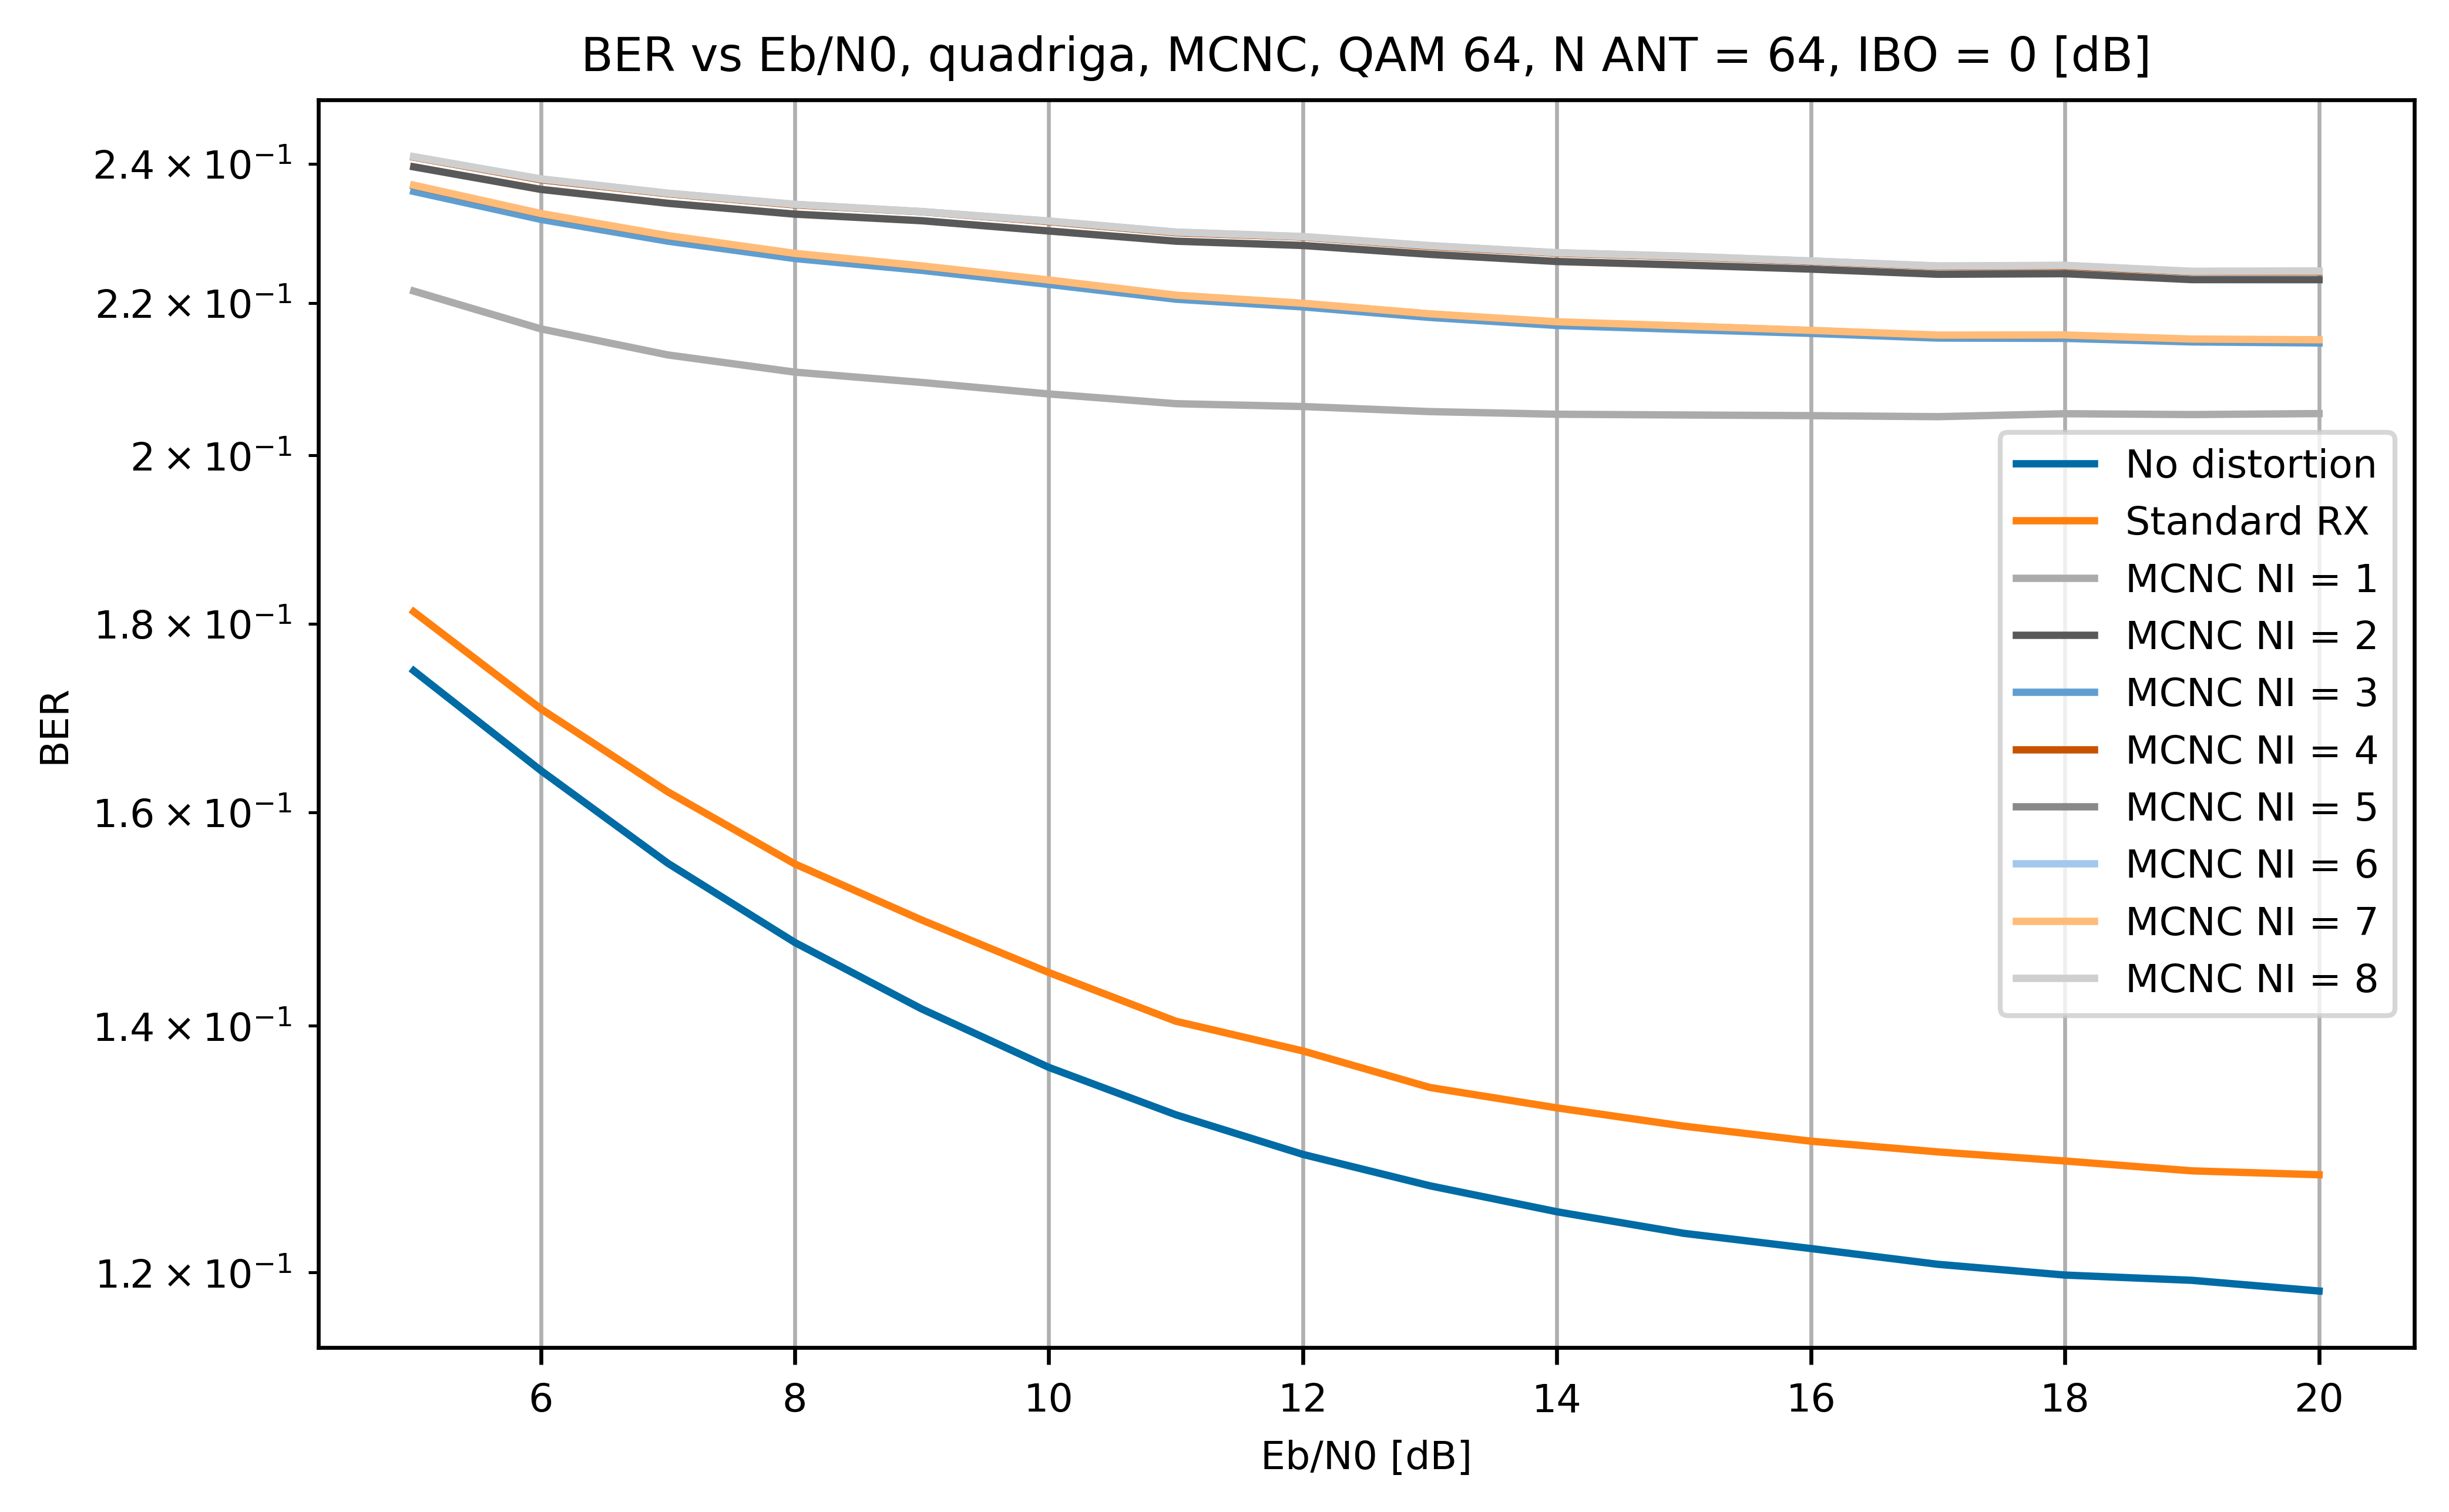 BER vs Eb/N0, quadriga, MCNC, QAM 64, N ANT = 64, IBO = 0 [dB]
2.4 × 10⁻¹
2.2 × 10⁻¹
2 × 10⁻¹
1.8 × 10⁻¹
1.6 × 10⁻¹
1.4 × 10⁻¹
1.2 × 10⁻¹
BER
No distortion
Standard RX
MCNC NI = 1
MCNC NI = 2
MCNC NI = 3
MCNC NI = 4
MCNC NI = 5
MCNC NI = 6
MCNC NI = 7
MCNC NI = 8
6 8 10 12 14 16 18 20
Eb/N0 [dB]